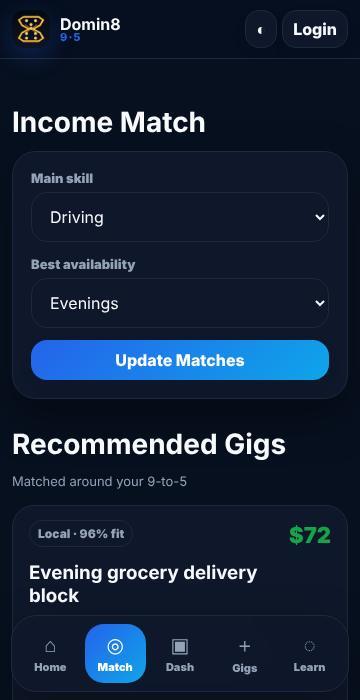 Domin8
9-5
Login
Income Match
Main skill
Driving
Best availability
Evenings
Update Matches
Recommended Gigs
Matched around your 9-to-5
Local · 96% fit
$72
Evening grocery delivery
block
Home
Match
Dash
Gigs
Learn